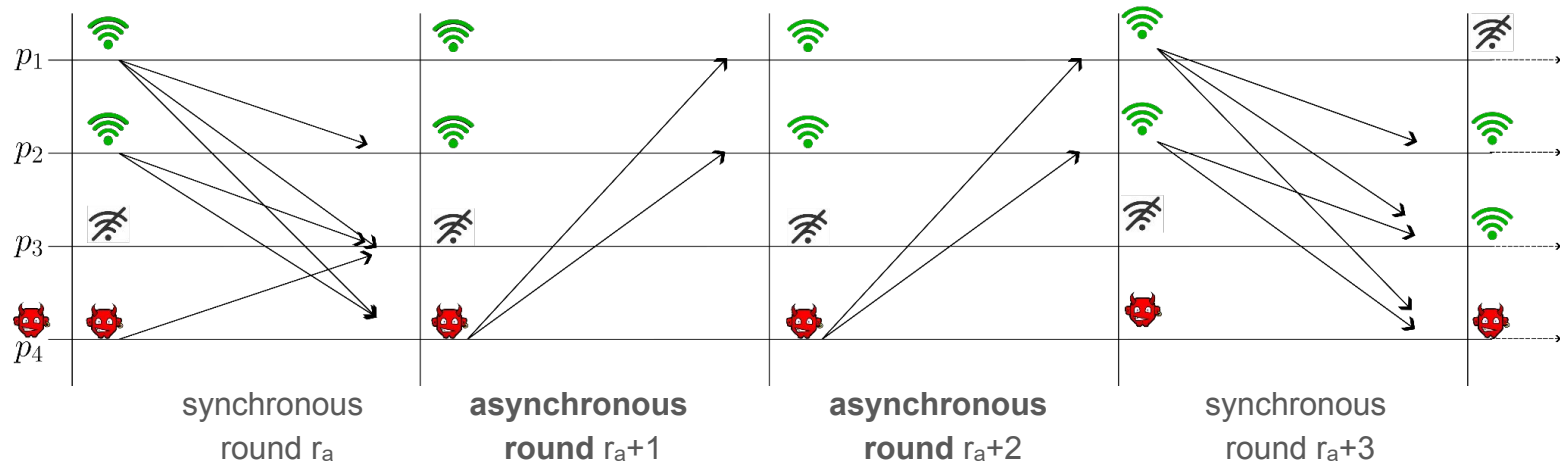 p₁
p₂
p₃
p₄
synchronous
round rₐ
asynchronous
round rₐ+1
asynchronous
round rₐ+2
synchronous
round rₐ+3